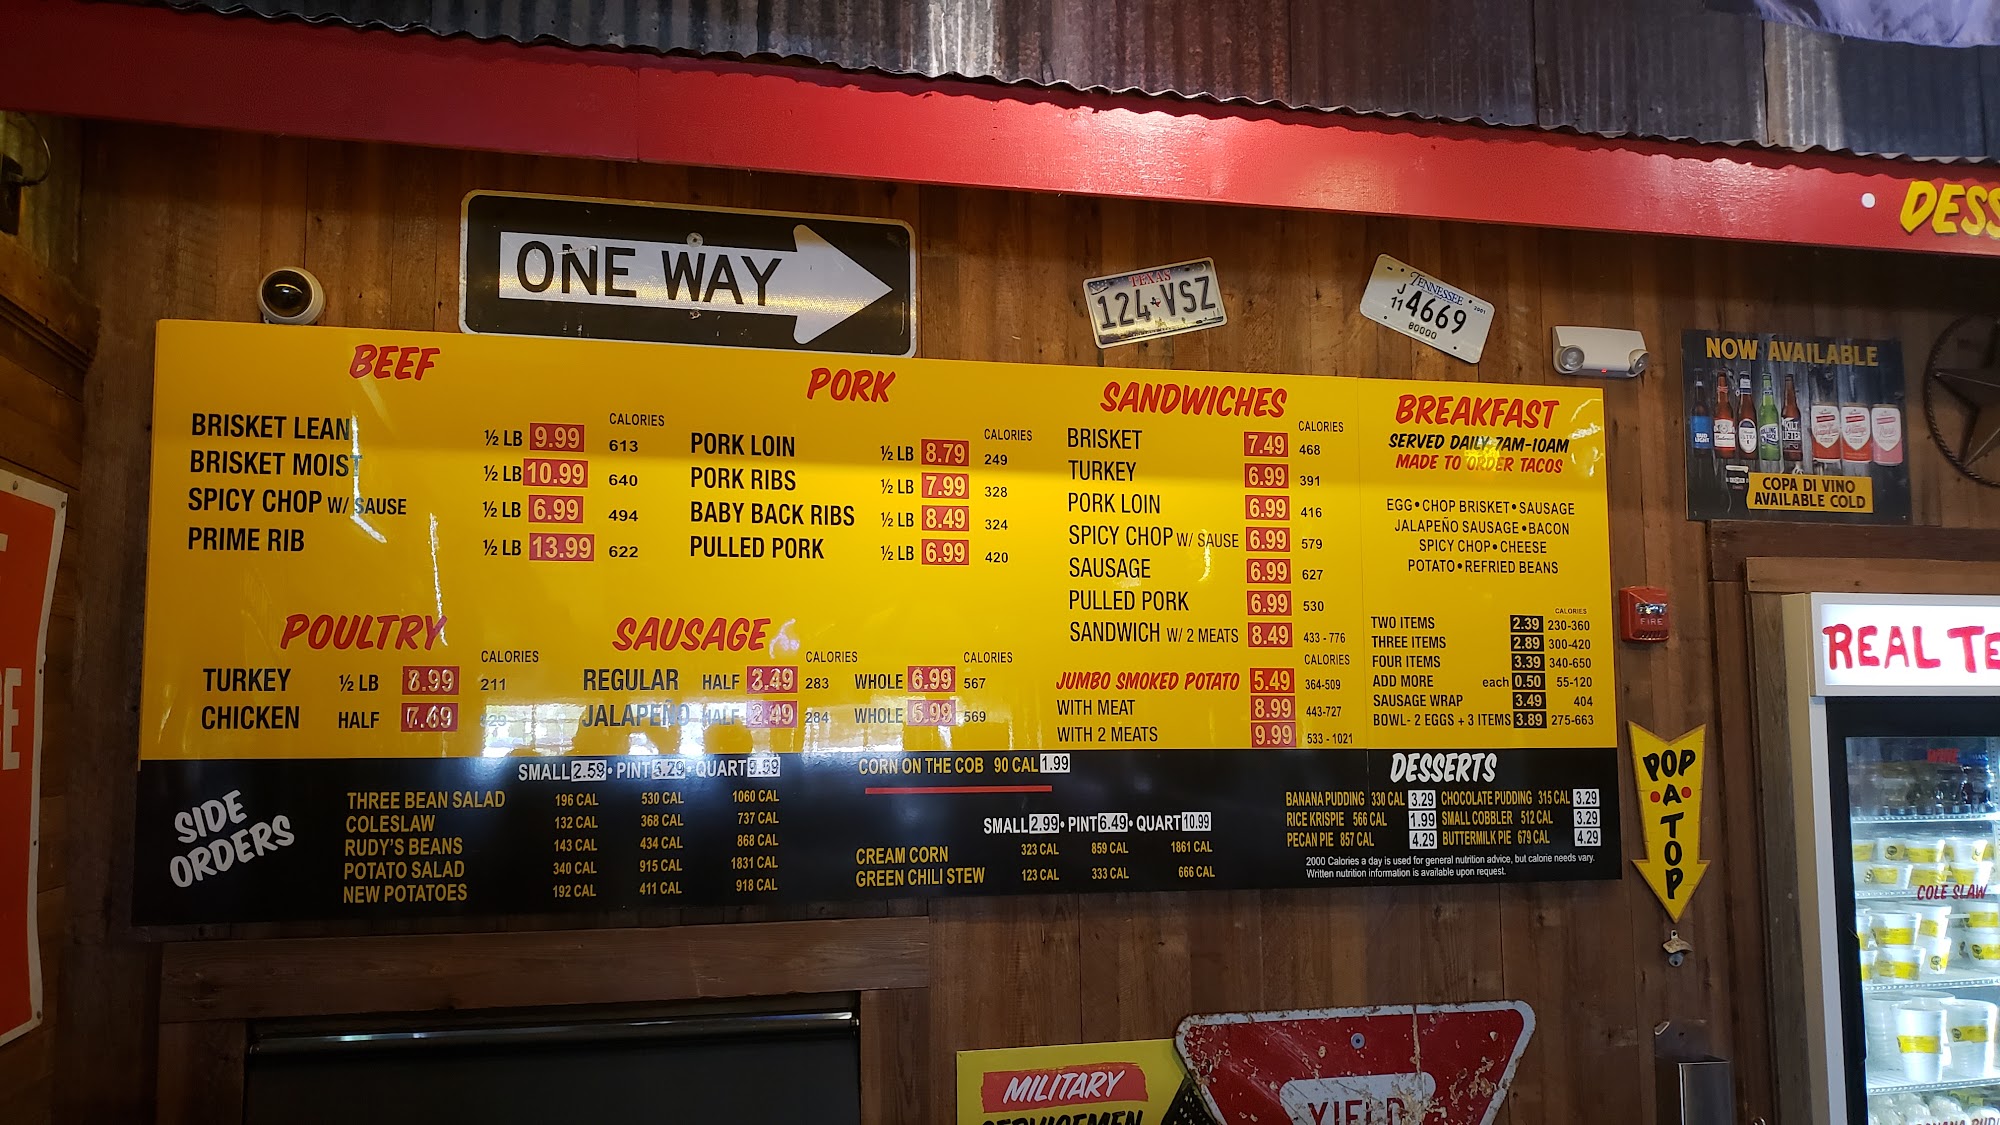 DESS
ONE WAY
TEXAS
124 VSZ
TENNESSEE
J 11 4669
2001
80000
NOW AVAILABLE
COPA DI VINO
AVAILABLE COLD
BEEF
CALORIES
BRISKET LEAN ½ LB 9.99 613
BRISKET MOIST ½ LB 10.99 640
SPICY CHOP W/ SAUSE ½ LB 6.99 494
PRIME RIB ½ LB 13.99 622
PORK
CALORIES
PORK LOIN ½ LB 8.79 249
PORK RIBS ½ LB 7.99 328
BABY BACK RIBS ½ LB 8.49 324
PULLED PORK ½ LB 6.99 420
POULTRY
CALORIES
TURKEY ½ LB 8.99 211
CHICKEN HALF 7.69
SAUSAGE
CALORIES CALORIES
REGULAR HALF 3.49 283 WHOLE 6.99 567
JALAPEÑO HALF 3.49 284 WHOLE 6.99 569
SANDWICHES
CALORIES
BRISKET 7.49 468
TURKEY 6.99 391
PORK LOIN 6.99 416
SPICY CHOP W/ SAUSE 6.99 579
SAUSAGE 6.99 627
PULLED PORK 6.99 530
SANDWICH W/ 2 MEATS 8.49 433 - 776
CALORIES
JUMBO SMOKED POTATO 5.49 364-509
WITH MEAT 8.99 443-727
WITH 2 MEATS 9.99 533 - 1021
BREAKFAST
SERVED DAILY 7AM-10AM
MADE TO ORDER TACOS
EGG • CHOP BRISKET • SAUSAGE
JALAPEÑO SAUSAGE • BACON
SPICY CHOP • CHEESE
POTATO • REFRIED BEANS
CALORIES
TWO ITEMS 2.39 230-360
THREE ITEMS 2.89 300-420
FOUR ITEMS 3.39 340-650
ADD MORE each 0.50 55-120
SAUSAGE WRAP 3.49 404
BOWL- 2 EGGS + 3 ITEMS 3.89 275-663
SIDE
ORDERS
SMALL 2.59 • PINT 5.29 • QUART 9.59
THREE BEAN SALAD 196 CAL 530 CAL 1060 CAL
COLESLAW 132 CAL 368 CAL 737 CAL
RUDY'S BEANS 143 CAL 434 CAL 868 CAL
POTATO SALAD 340 CAL 915 CAL 1831 CAL
NEW POTATOES 192 CAL 411 CAL 918 CAL
CORN ON THE COB 90 CAL 1.99
SMALL 2.99 • PINT 6.49 • QUART 10.99
CREAM CORN 323 CAL 859 CAL 1861 CAL
GREEN CHILI STEW 123 CAL 333 CAL 666 CAL
DESSERTS
BANANA PUDDING 330 CAL 3.29 CHOCOLATE PUDDING 315 CAL 3.29
RICE KRISPIE 566 CAL 1.99 SMALL COBBLER 512 CAL 3.29
PECAN PIE 857 CAL 4.29 BUTTERMILK PIE 679 CAL 4.29
2000 Calories a day is used for general nutrition advice, but calorie needs vary.
Written nutrition information is available upon request.
FIRE
POP
A
TOP
REAL TE
COLE SLAW
MILITARY
SERVICEMEN
YIELD